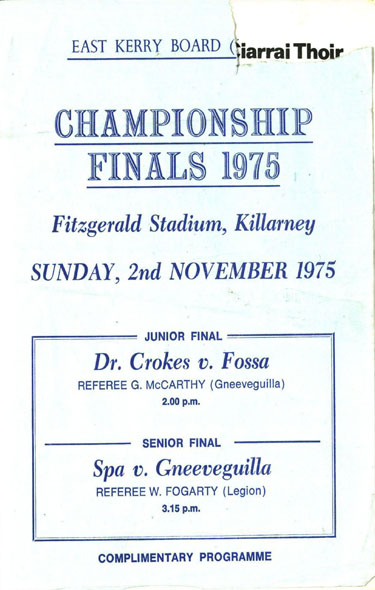 EAST KERRY BOARD (
iarrai Thoir
CHAMPIONSHIP
FINALS 1975
Fitzgerald Stadium, Killarney
SUNDAY, 2nd NOVEMBER 1975
JUNIOR FINAL
Dr. Crokes v. Fossa
REFEREE G. McCARTHY (Gneeveguilla)
2.00 p.m.
SENIOR FINAL
Spa v. Gneeveguilla
REFEREE W. FOGARTY (Legion)
3.15 p.m.
COMPLIMENTARY PROGRAMME